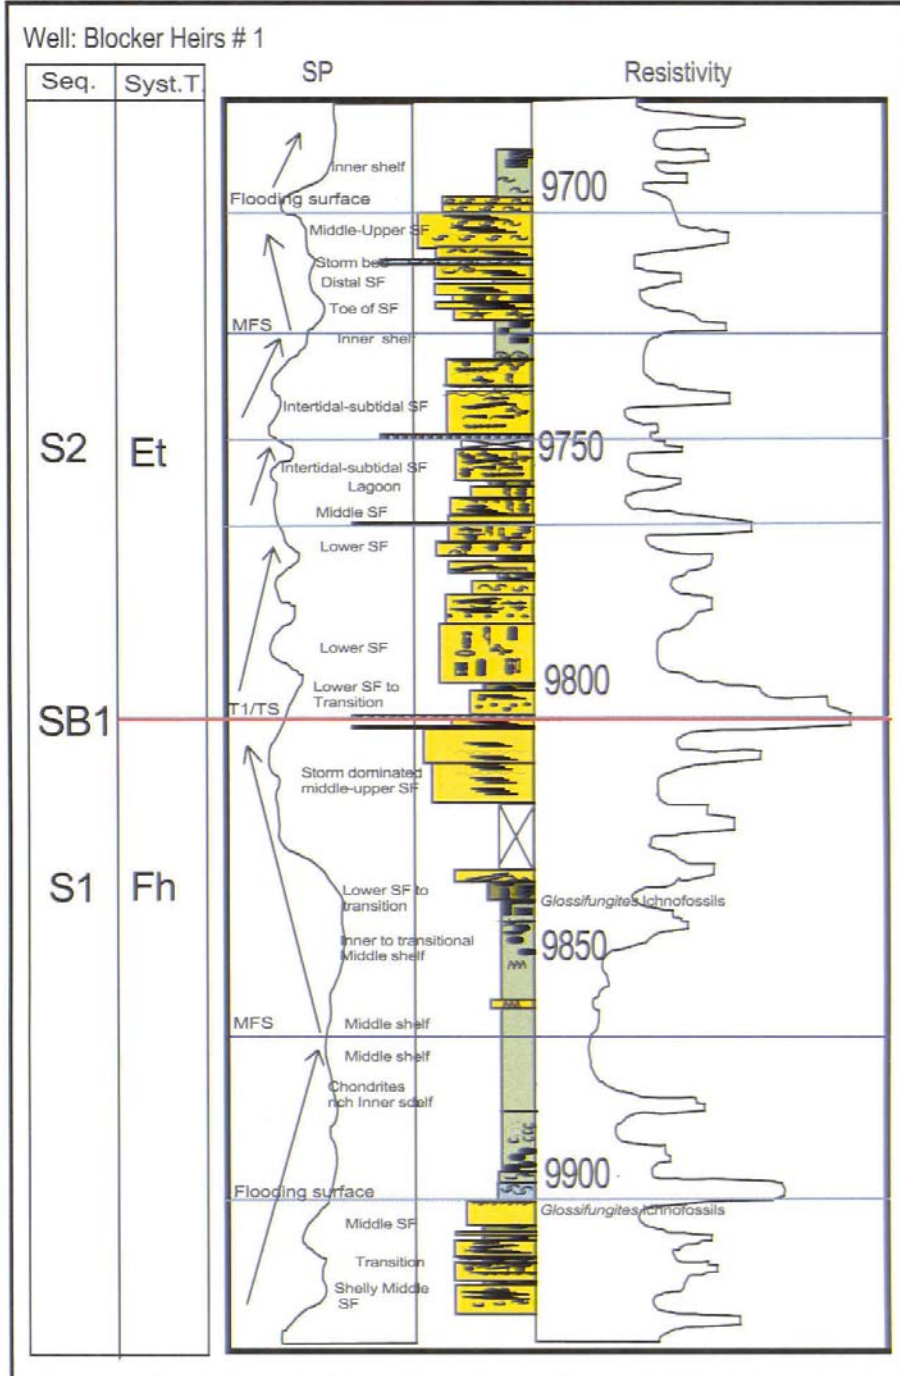 Well: Blocker Heirs # 1
Seq.
Syst.T.
SP
Resistivity
Inner shelf
9700
Flooding surface
Middle-Upper SF
Storm bed
Distal SF
Toe of SF
MFS
Inner shelf
Intertidal-subtidal SF
S2
Et
9750
Intertidal-subtidal SF
Lagoon
Middle SF
Lower SF
Lower SF
9800
Lower SF to
Transition
T1/TS
SB1
Storm dominated
middle-upper SF
S1
Fh
Lower SF to
transition
Glossifungites Ichnofossils
Inner to transitional
Middle shelf
9850
MFS
Middle shelf
Middle shelf
Chondrites
rich Inner sdelf
9900
Flooding surface
Glossifungites Ichnofossils
Middle SF
Transition
Shelly Middle
SF